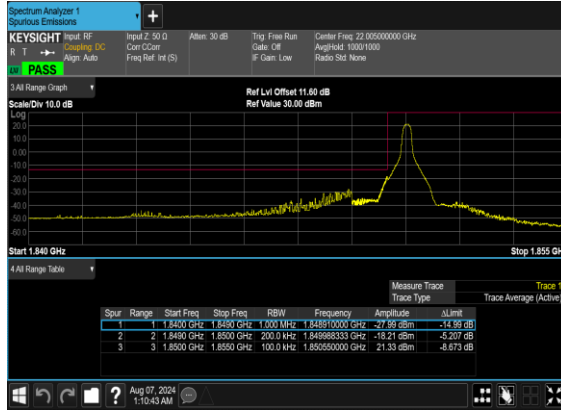 Spectrum Analyzer 1
Spurious Emissions
+
KEYSIGHT Input: RF Input Z: 50 Ω Atten: 30 dB Trig: Free Run Center Freq: 22.005000000 GHz
R T Coupling: DC Corr CCorr Gate: Off Avg|Hold: 1000/1000
Align: Auto Freq Ref: Int (S) IF Gain: Low Radio Std: None
PASS
3 All Range Graph
Ref Lvl Offset 11.60 dB
Scale/Div 10.0 dB Ref Value 30.00 dBm
Log
20.0
10.0
0.00
-10.0
-20.0
-30.0
-40.0
-50.0
-60.0
Start 1.840 GHz Stop 1.855 GH
4 All Range Table
Measure Trace Trace 1
Trace Type Trace Average (Active)
Spur Range Start Freq Stop Freq RBW Frequency Amplitude ΔLimit
1 1 1.8400 GHz 1.8490 GHz 1.000 MHz 1.848910000 GHz -27.99 dBm -14.99 dB
2 2 1.8490 GHz 1.8500 GHz 200.0 kHz 1.849988333 GHz -18.21 dBm -5.207 dB
3 3 1.8500 GHz 1.8550 GHz 100.0 kHz 1.850550000 GHz 21.33 dBm -8.673 dB
? Aug 07, 2024
1:10:43 AM